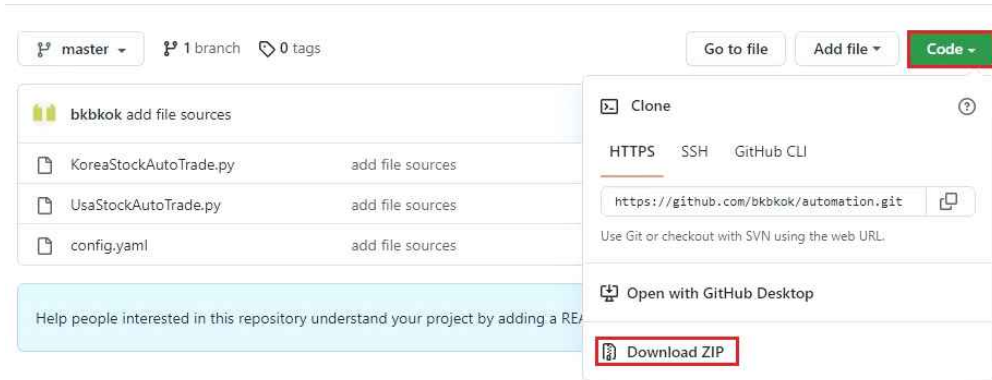 master
1 branch
0 tags
Go to file
Add file
Code
bkbkok add file sources
KoreaStockAutoTrade.py add file sources
UsaStockAutoTrade.py add file sources
config.yaml add file sources
Help people interested in this repository understand your project by adding a
Clone
HTTPS SSH GitHub CLI
https://github.com/bkbkok/automation.git
Use Git or checkout with SVN using the web URL.
Open with GitHub Desktop
Download ZIP